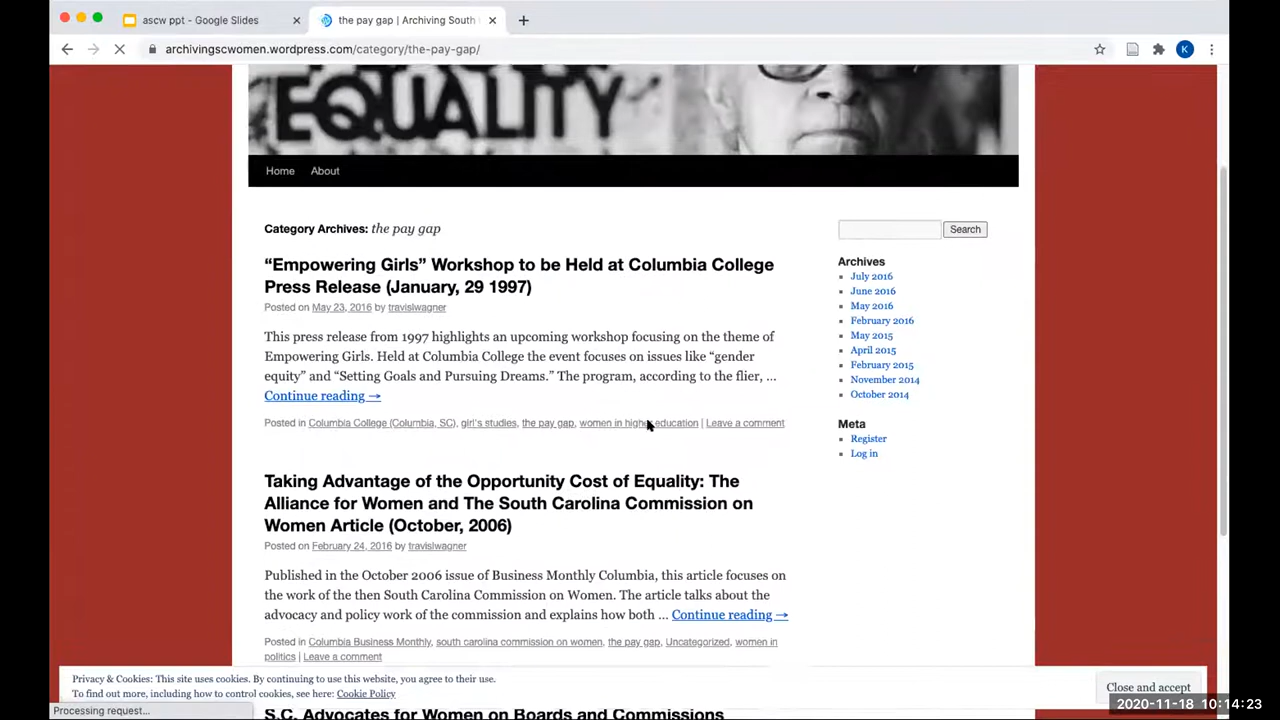 ascw ppt - Google Slides
the pay gap | Archiving South
archivingscwomen.wordpress.com/category/the-pay-gap/
K
EQUALITY
Home About
Category Archives: the pay gap
Search
“Empowering Girls” Workshop to be Held at Columbia College
Press Release (January, 29 1997)
Posted on May 23, 2016 by travislwagner
This press release from 1997 highlights an upcoming workshop focusing on the theme of
Empowering Girls. Held at Columbia College the event focuses on issues like “gender
equity” and “Setting Goals and Pursuing Dreams.” The program, according to the flier, ...
Continue reading →
Posted in Columbia College (Columbia, SC), girl's studies, the pay gap, women in higher education | Leave a comment
Taking Advantage of the Opportunity Cost of Equality: The
Alliance for Women and The South Carolina Commission on
Women Article (October, 2006)
Posted on February 24, 2016 by travislwagner
Published in the October 2006 issue of Business Monthly Columbia, this article focuses on
the work of the then South Carolina Commission on Women. The article talks about the
advocacy and policy work of the commission and explains how both ... Continue reading →
Posted in Columbia Business Monthly, south carolina commission on women, the pay gap, Uncategorized, women in
politics | Leave a comment
S.C. Advocates for Women on Boards and Commissions
Archives
July 2016
June 2016
May 2016
February 2016
May 2015
April 2015
February 2015
November 2014
October 2014
Meta
Register
Log in
Privacy & Cookies: This site uses cookies. By continuing to use this website, you agree to their use.
To find out more, including how to control cookies, see here: Cookie Policy
Close and accept
Processing request...
2020-11-18 10:14:23